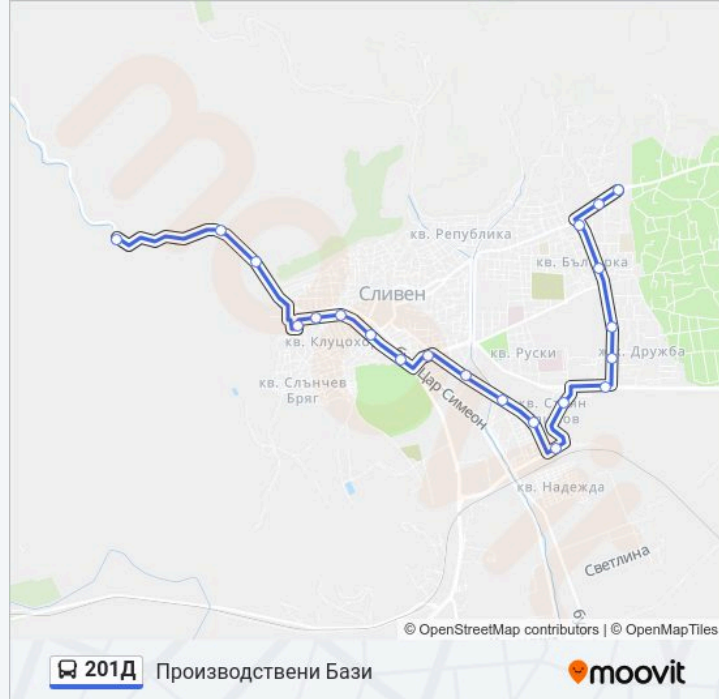 кв. Република
кв. Българка
Сливен
кв. Клуцохор
кв. Руски
ж.к. Дружба
кв. Слънчев
Бряг
Цар Симеон
кв. Надежда
Светлина
© OpenStreetMap contributors | © OpenMapTiles
201Д Производствени Бази moovit